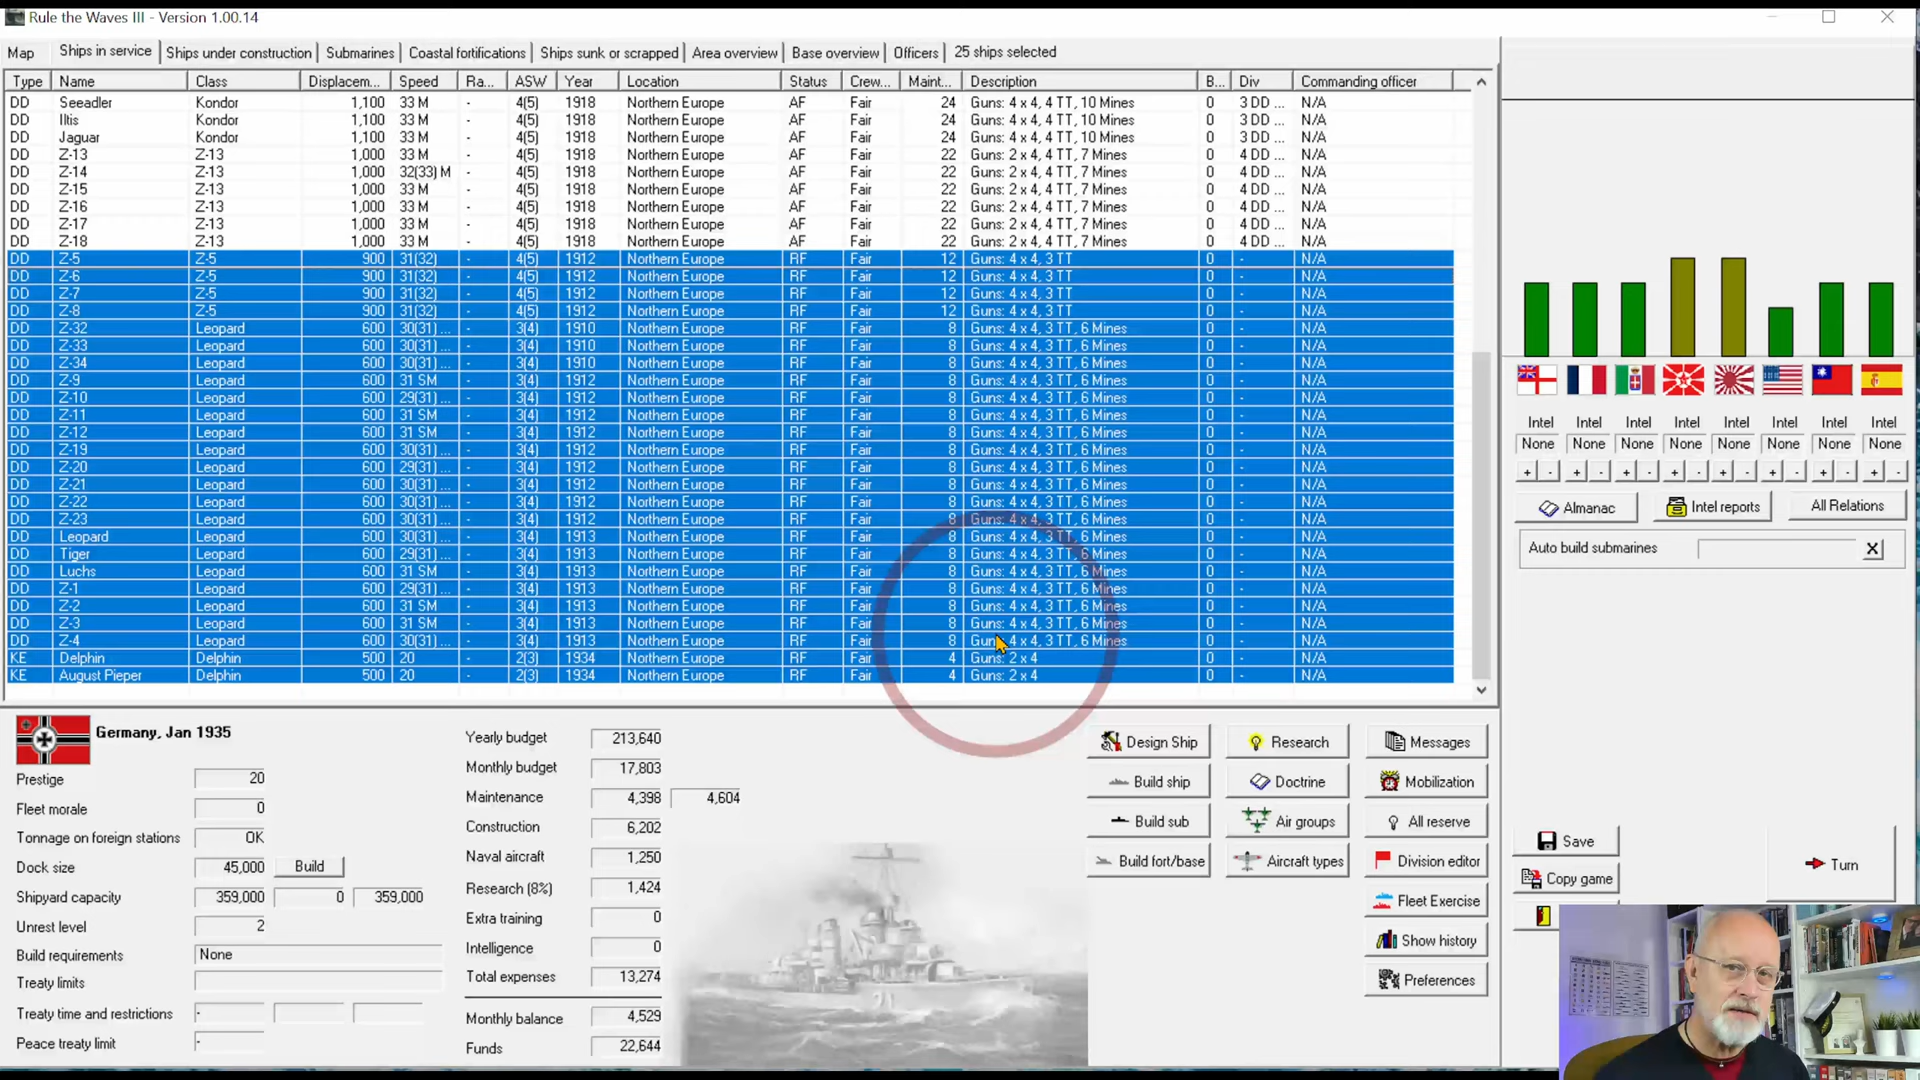 Rule the Waves III - Version 1.00.14
Map Ships in service Ships under construction Submarines Coastal fortifications Ships sunk or scrapped Area overview Base overview Officers 25 ships selected
Type Name Class Displacem... Speed Ra... ASW Year Location Status Crew... Maint... Description B... Div Commanding officer
DD Seeadler Kondor 1,100 33 M - 4(5) 1918 Northern Europe AF Fair 24 Guns: 4 x 4, 4 TT, 10 Mines 0 3 DD ... N/A
DD Iltis Kondor 1,100 33 M - 4(5) 1918 Northern Europe AF Fair 24 Guns: 4 x 4, 4 TT, 10 Mines 0 3 DD ... N/A
DD Jaguar Kondor 1,100 33 M - 4(5) 1918 Northern Europe AF Fair 24 Guns: 4 x 4, 4 TT, 10 Mines 0 3 DD ... N/A
DD Z-13 Z-13 1,000 33 M - 4(5) 1918 Northern Europe AF Fair 22 Guns: 2 x 4, 4 TT, 7 Mines 0 4 DD ... N/A
DD Z-14 Z-13 1,000 32(33) M - 4(5) 1918 Northern Europe AF Fair 22 Guns: 2 x 4, 4 TT, 7 Mines 0 4 DD ... N/A
DD Z-15 Z-13 1,000 33 M - 4(5) 1918 Northern Europe AF Fair 22 Guns: 2 x 4, 4 TT, 7 Mines 0 4 DD ... N/A
DD Z-16 Z-13 1,000 33 M - 4(5) 1918 Northern Europe AF Fair 22 Guns: 2 x 4, 4 TT, 7 Mines 0 4 DD ... N/A
DD Z-17 Z-13 1,000 33 M - 4(5) 1918 Northern Europe AF Fair 22 Guns: 2 x 4, 4 TT, 7 Mines 0 4 DD ... N/A
DD Z-18 Z-13 1,000 33 M - 4(5) 1918 Northern Europe AF Fair 22 Guns: 2 x 4, 4 TT, 7 Mines 0 4 DD ... N/A
DD Z-5 Z-5 900 31(32) - 4(5) 1912 Northern Europe RF Fair 12 Guns: 4 x 4, 3 TT 0 - N/A
DD Z-6 Z-5 900 31(32) - 4(5) 1912 Northern Europe RF Fair 12 Guns: 4 x 4, 3 TT 0 - N/A
DD Z-7 Z-5 900 31(32) - 4(5) 1912 Northern Europe RF Fair 12 Guns: 4 x 4, 3 TT 0 - N/A
DD Z-8 Z-5 900 31(32) - 4(5) 1912 Northern Europe RF Fair 12 Guns: 4 x 4, 3 TT 0 - N/A
DD Z-32 Leopard 600 30(31) ... - 3(4) 1910 Northern Europe RF Fair 8 Guns: 4 x 4, 3 TT, 6 Mines 0 - N/A
DD Z-33 Leopard 600 30(31) ... - 3(4) 1910 Northern Europe RF Fair 8 Guns: 4 x 4, 3 TT, 6 Mines 0 - N/A
DD Z-34 Leopard 600 30(31) ... - 3(4) 1910 Northern Europe RF Fair 8 Guns: 4 x 4, 3 TT, 6 Mines 0 - N/A
DD Z-9 Leopard 600 31 SM - 3(4) 1912 Northern Europe RF Fair 8 Guns: 4 x 4, 3 TT, 6 Mines 0 - N/A
DD Z-10 Leopard 600 29(31) ... - 3(4) 1912 Northern Europe RF Fair 8 Guns: 4 x 4, 3 TT, 6 Mines 0 - N/A
DD Z-11 Leopard 600 31 SM - 3(4) 1912 Northern Europe RF Fair 8 Guns: 4 x 4, 3 TT, 6 Mines 0 - N/A
DD Z-12 Leopard 600 31 SM - 3(4) 1912 Northern Europe RF Fair 8 Guns: 4 x 4, 3 TT, 6 Mines 0 - N/A
DD Z-19 Leopard 600 30(31) ... - 3(4) 1912 Northern Europe RF Fair 8 Guns: 4 x 4, 3 TT, 6 Mines 0 - N/A
DD Z-20 Leopard 600 29(31) ... - 3(4) 1912 Northern Europe RF Fair 8 Guns: 4 x 4, 3 TT, 6 Mines 0 - N/A
DD Z-21 Leopard 600 30(31) ... - 3(4) 1912 Northern Europe RF Fair 8 Guns: 4 x 4, 3 TT, 6 Mines 0 - N/A
DD Z-22 Leopard 600 30(31) ... - 3(4) 1912 Northern Europe RF Fair 8 Guns: 4 x 4, 3 TT, 6 Mines 0 - N/A
DD Z-23 Leopard 600 30(31) ... - 3(4) 1912 Northern Europe RF Fair 8 Guns: 4 x 4, 3 TT, 6 Mines 0 - N/A
DD Leopard Leopard 600 30(31) ... - 3(4) 1913 Northern Europe RF Fair 8 Guns: 4 x 4, 3 TT, 6 Mines 0 - N/A
DD Tiger Leopard 600 29(31) ... - 3(4) 1913 Northern Europe RF Fair 8 Guns: 4 x 4, 3 TT, 6 Mines 0 - N/A
DD Luchs Leopard 600 31 SM - 3(4) 1913 Northern Europe RF Fair 8 Guns: 4 x 4, 3 TT, 6 Mines 0 - N/A
DD Z-1 Leopard 600 29(31) ... - 3(4) 1913 Northern Europe RF Fair 8 Guns: 4 x 4, 3 TT, 6 Mines 0 - N/A
DD Z-2 Leopard 600 31 SM - 3(4) 1913 Northern Europe RF Fair 8 Guns: 4 x 4, 3 TT, 6 Mines 0 - N/A
DD Z-3 Leopard 600 31 SM - 3(4) 1913 Northern Europe RF Fair 8 Guns: 4 x 4, 3 TT, 6 Mines 0 - N/A
DD Z-4 Leopard 600 30(31) ... - 3(4) 1913 Northern Europe RF Fair 8 Guns: 4 x 4, 3 TT, 6 Mines 0 - N/A
KE Delphin Delphin 500 20 - 2(3) 1934 Northern Europe RF Fair 4 Guns: 2 x 4 0 - N/A
KE August Pieper Delphin 500 20 - 2(3) 1934 Northern Europe RF Fair 4 Guns: 2 x 4 0 - N/A
Intel Intel Intel Intel Intel Intel Intel Intel
None None None None None None None None
+ - + - + - + - + - + - + - + -
Almanac Intel reports All Relations
Auto build submarines X
Germany, Jan 1935
Prestige 20
Fleet morale 0
Tonnage on foreign stations OK
Dock size 45,000 Build
Shipyard capacity 359,000 0 359,000
Unrest level 2
Build requirements None
Treaty limits
Treaty time and restrictions -
Peace treaty limit -
Yearly budget 213,640
Monthly budget 17,803
Maintenance 4,398 4,604
Construction 6,202
Naval aircraft 1,250
Research (8%) 1,424
Extra training 0
Intelligence 0
Total expenses 13,274
Monthly balance 4,529
Funds 22,644
Design Ship Research Messages
Build ship Doctrine Mobilization
Build sub Air groups All reserve
Build fort/base Aircraft types Division editor
Fleet Exercise
Show history
Preferences
Save
Copy game
Turn